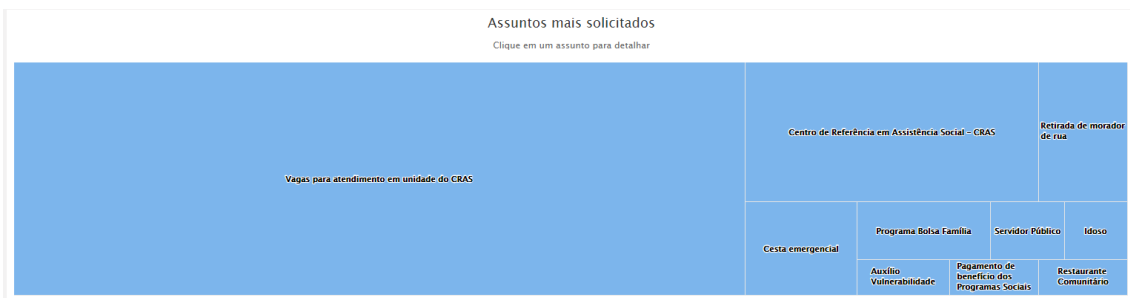 Assuntos mais solicitados
Clique em um assunto para detalhar
Vagas para atendimento em unidade do CRAS
Centro de Referência em Assistência Social - CRAS
Retirada de morador
de rua
Cesta emergencial
Programa Bolsa Família
Servidor Público
Idoso
Auxílio
Vulnerabilidade
Pagamento de
benefício dos
Programas Sociais
Restaurante
Comunitário